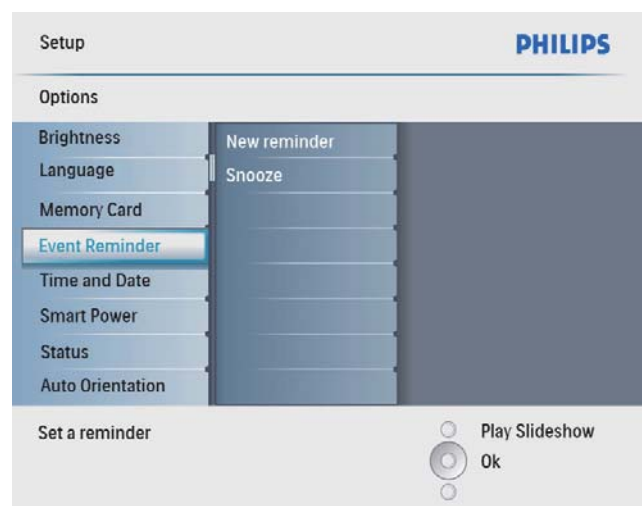 Setup
PHILIPS
Options
Brightness
Language
Memory Card
Event Reminder
Time and Date
Smart Power
Status
Auto Orientation
New reminder
Snooze
Set a reminder
Play Slideshow
Ok